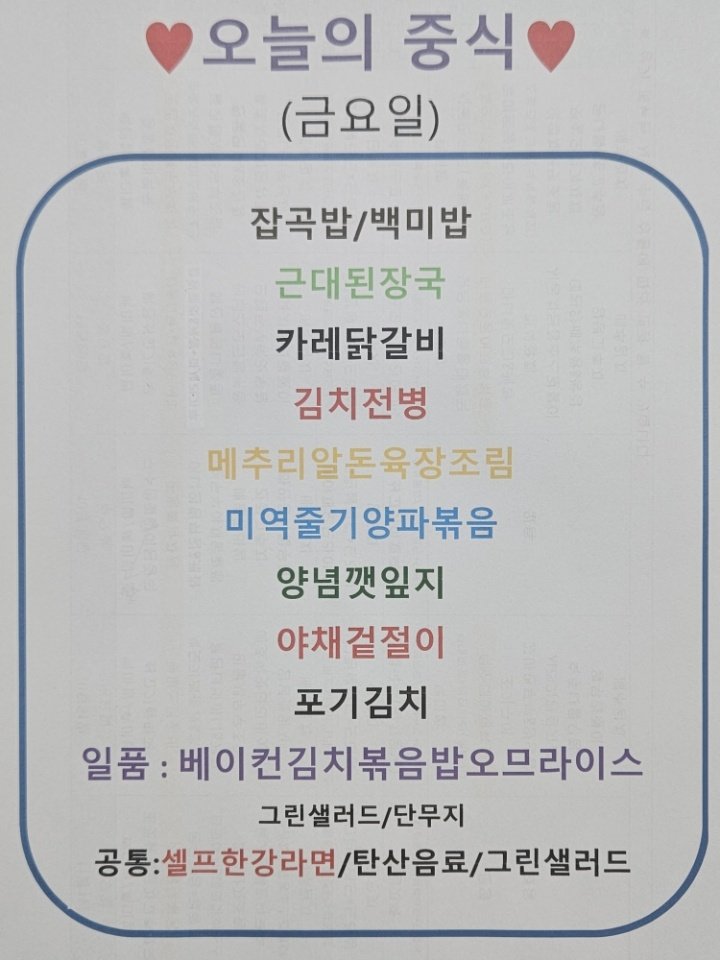 ♥오늘의 중식♥
(금요일)
잡곡밥/백미밥
근대된장국
카레닭갈비
김치전병
메추리알돈육장조림
미역줄기양파볶음
양념깻잎지
야채겉절이
포기김치
일품 : 베이컨김치볶음밥오므라이스
그린샐러드/단무지
공통:셀프한강라면/탄산음료/그린샐러드